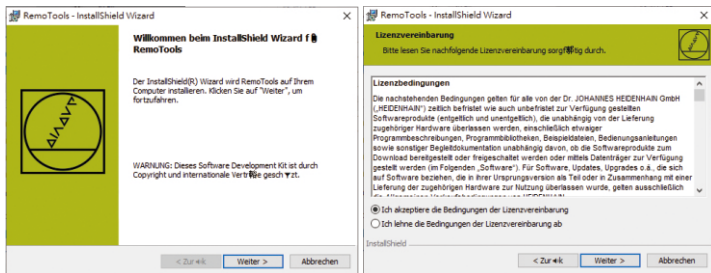 RemoTools - InstallShield Wizard
Willkommen beim InstallShield Wizard f
RemoTools
Der InstallShield(R) Wizard wird RemoTools auf Ihrem
Computer installieren. Klicken Sie auf "Weiter", um
fortzufahren.
WARNUNG: Dieses Software Development Kit ist durch
Copyright und internationale Vertr gesch zt.
< Zur k
Weiter >
Abbrechen
RemoTools - InstallShield Wizard
Lizenzvereinbarung
Bitte lesen Sie nachfolgende Lizenzvereinbarung sorgf tig durch.
Lizenzbedingungen
Die nachstehenden Bedingungen gelten für alle von der Dr. JOHANNES HEIDENHAIN GmbH
(„HEIDENHAIN") zeitlich befristet wie auch unbefristet zur Verfügung gestellten
Softwareprodukte (entgeltlich und unentgeltlich), die unabhängig von der Lieferung
zugehöriger Hardware überlassen werden, einschließlich etwaiger
Programmbeschreibungen, Programmbibliotheken, Beispieldateien, Bedienungsanleitungen
sowie sonstiger Begleitdokumentation unabhängig davon, ob die Softwareprodukte zum
Download bereitgestellt oder freigeschaltet werden oder mittels Datenträger zur Verfügung
gestellt werden (im Folgenden „Software"). Für Software, Updates, Upgrades o.ä., die sich
auf Software beziehen, die in ihrer Ursprungsversion als Teil oder in Zusammenhang mit einer
Lieferung der zugehörigen Hardware zur Nutzung überlassen wurde, gelten ausschließlich
Ich akzeptiere die Bedingungen der Lizenzvereinbarung
Ich lehne die Bedingungen der Lizenzvereinbarung ab
InstallShield
< Zur k
Weiter >
Abbrechen